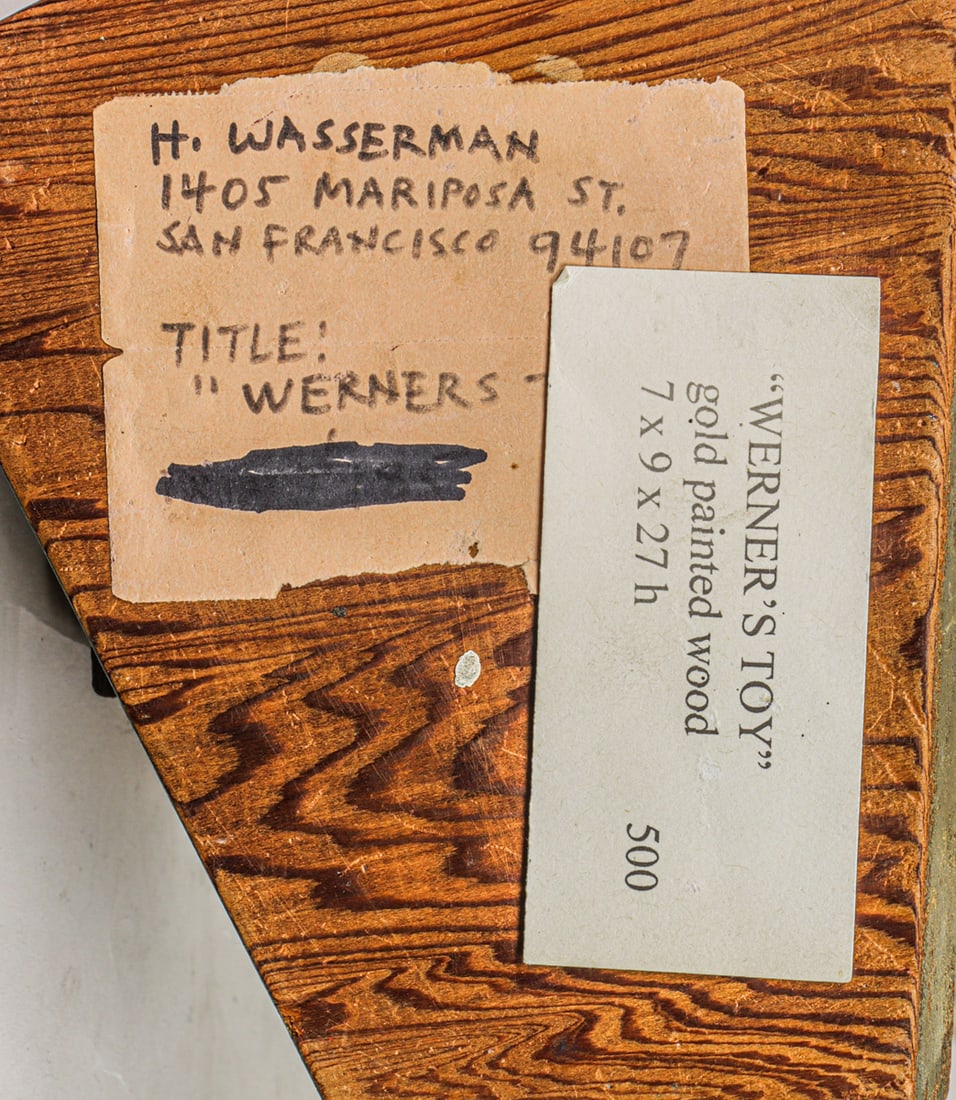 H. WASSERMAN
1405 MARIPOSA ST.
SAN FRANCISCO 94107
TITLE:
"WERNERS
"WERNER'S TOY"
gold painted wood
7 x 9 x 27 h
500